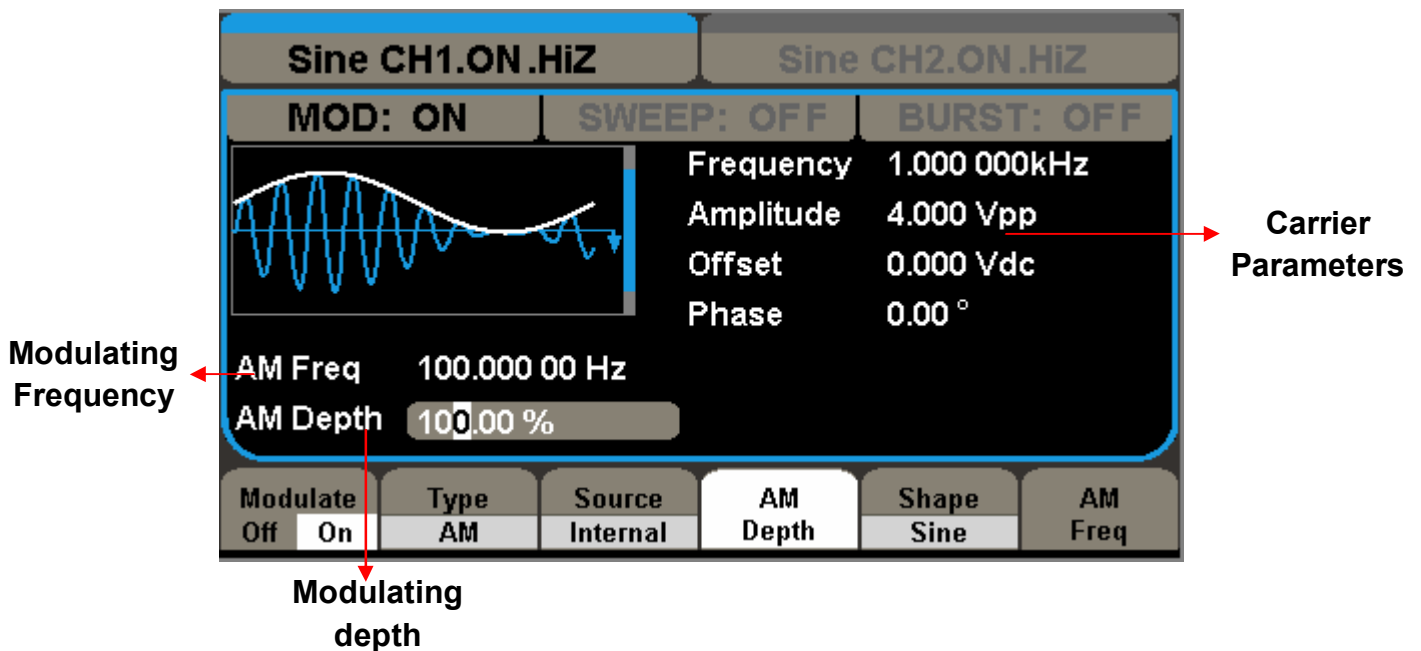 Sine CH1.ON.HiZ
Sine CH2.ON.HiZ
MOD: ON
SWEEP: OFF
BURST: OFF
Frequency 1.000 000kHz
Amplitude 4.000 Vpp
Offset 0.000 Vdc
Phase 0.00 °
Carrier
Parameters
Modulating
Frequency
AM Freq 100.000 00 Hz
AM Depth 100.00 %
Modulate
Off On
Type
AM
Source
Internal
AM
Depth
Shape
Sine
AM
Freq
Modulating
depth